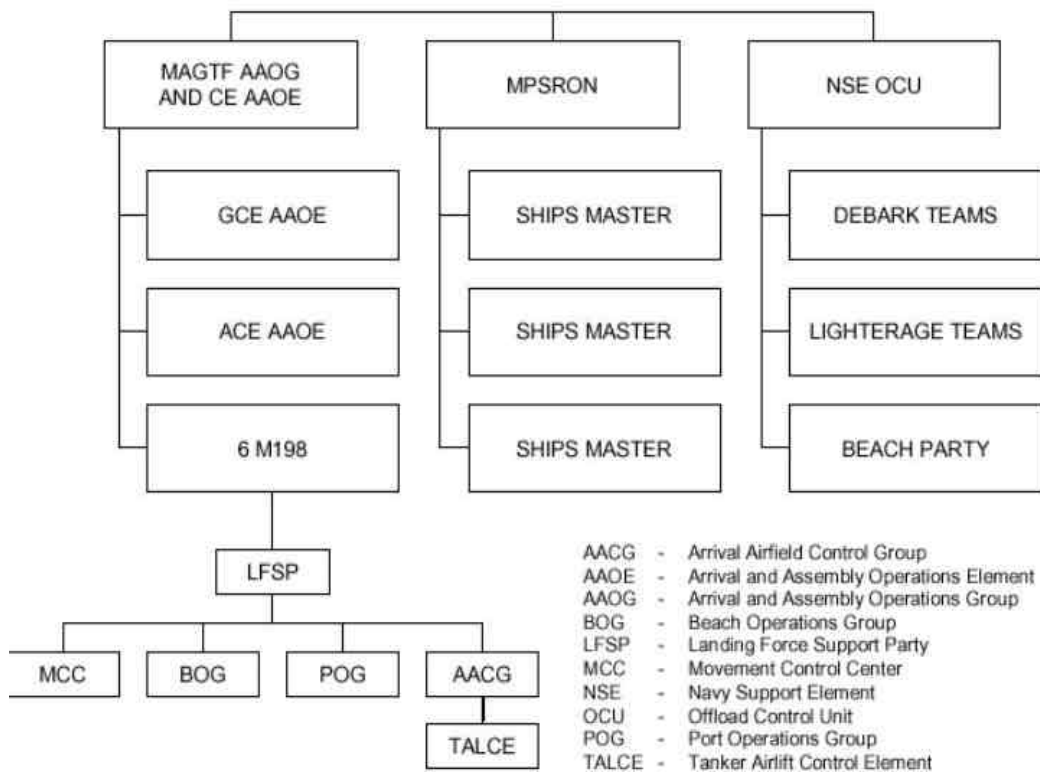 MAGTF AAOG
AND CE AAOE
MPSRON
NSE OCU
GCE AAOE
SHIPS MASTER
DEBARK TEAMS
ACE AAOE
SHIPS MASTER
LIGHTERAGE TEAMS
6 M198
SHIPS MASTER
BEACH PARTY
LFSP
MCC
BOG
POG
AACG
TALCE
AACG - Arrival Airfield Control Group
AAOE - Arrival and Assembly Operations Element
AAOG - Arrival and Assembly Operations Group
BOG - Beach Operations Group
LFSP - Landing Force Support Party
MCC - Movement Control Center
NSE - Navy Support Element
OCU - Offload Control Unit
POG - Port Operations Group
TALCE - Tanker Airlift Control Element